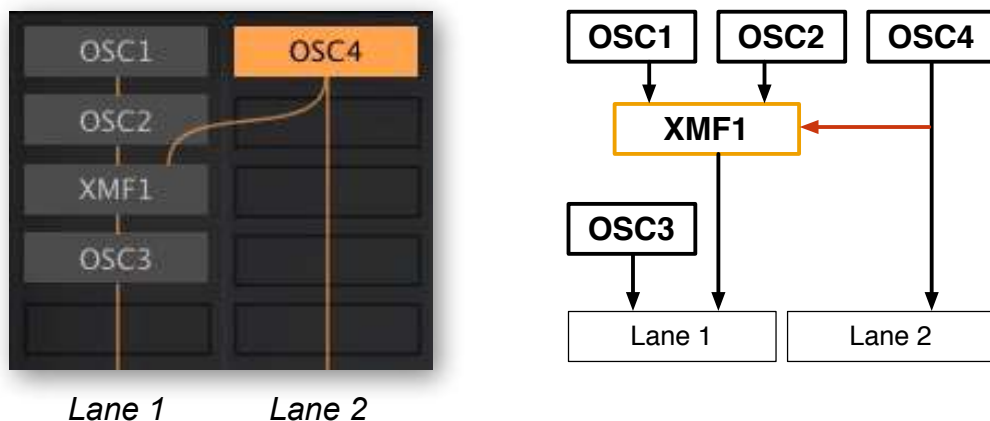 OSC1
OSC4
OSC2
XMF1
OSC3
Lane 1
Lane 2
OSC1
OSC2
OSC4
XMF1
OSC3
Lane 1
Lane 2